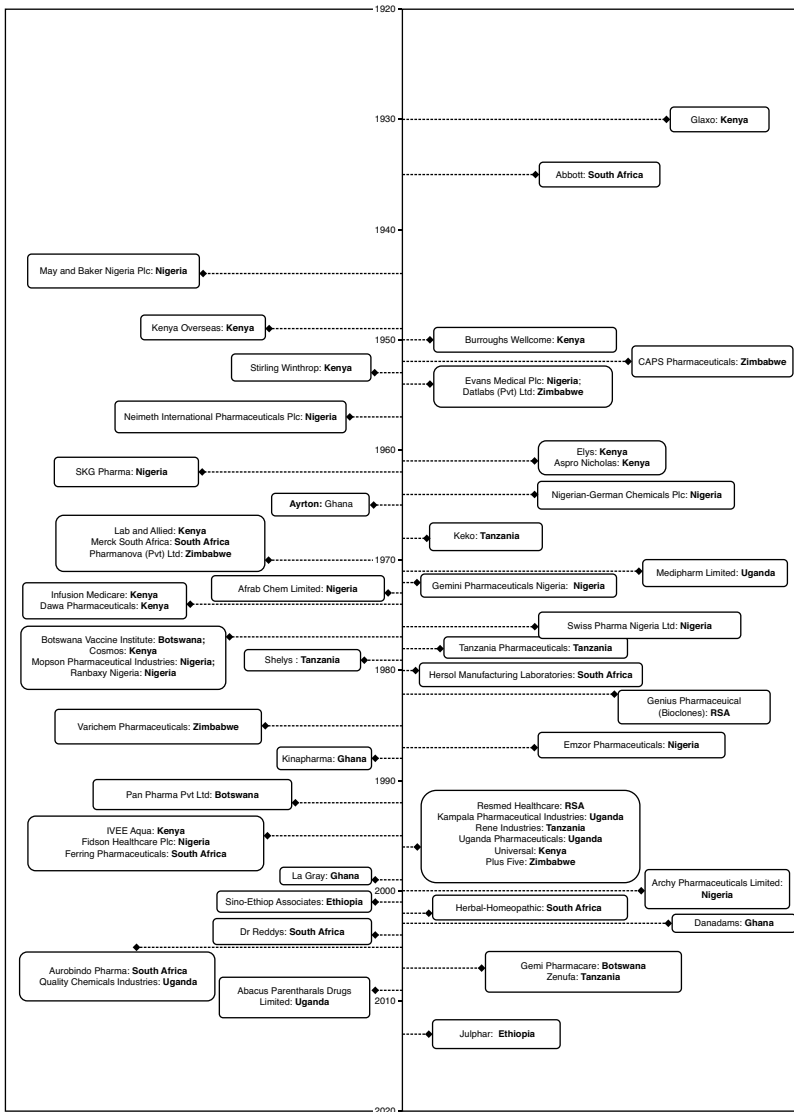 1920
1930
Glaxo: Kenya
Abbott: South Africa
1940
May and Baker Nigeria Plc: Nigeria
Kenya Overseas: Kenya
1950
Burroughs Wellcome: Kenya
CAPS Pharmaceuticals: Zimbabwe
Stirling Winthrop: Kenya
Evans Medical Plc: Nigeria;
Datlabs (Pvt) Ltd: Zimbabwe
Neimeth International Pharmaceuticals Plc: Nigeria
1960
Elys: Kenya
Aspro Nicholas: Kenya
SKG Pharma: Nigeria
Nigerian-German Chemicals Plc: Nigeria
Ayrton: Ghana
Keko: Tanzania
Lab and Allied: Kenya
Merck South Africa: South Africa
Pharmanova (Pvt) Ltd: Zimbabwe
1970
Medipharm Limited: Uganda
Afrab Chem Limited: Nigeria
Gemini Pharmaceuticals Nigeria: Nigeria
Infusion Medicare: Kenya
Dawa Pharmaceuticals: Kenya
Swiss Pharma Nigeria Ltd: Nigeria
Botswana Vaccine Institute: Botswana;
Cosmos: Kenya
Mopson Pharmaceutical Industries: Nigeria;
Ranbaxy Nigeria: Nigeria
Tanzania Pharmaceuticals: Tanzania
Shelys : Tanzania
1980
Hersol Manufacturing Laboratories: South Africa
Genius Pharmaceuical
(Bioclones): RSA
Varichem Pharmaceuticals: Zimbabwe
Emzor Pharmaceuticals: Nigeria
Kinapharma: Ghana
1990
Pan Pharma Pvt Ltd: Botswana
Resmed Healthcare: RSA
Kampala Pharmaceutical Industries: Uganda
Rene Industries: Tanzania
Uganda Pharmaceuticals: Uganda
Universal: Kenya
Plus Five: Zimbabwe
IVEE Aqua: Kenya
Fidson Healthcare Plc: Nigeria
Ferring Pharmaceuticals: South Africa
La Gray: Ghana
2000
Archy Pharmaceuticals Limited:
Nigeria
Sino-Ethiop Associates: Ethiopia
Herbal-Homeopathic: South Africa
Danadams: Ghana
Dr Reddys: South Africa
Aurobindo Pharma: South Africa
Quality Chemicals Industries: Uganda
Gemi Pharmacare: Botswana
Zenufa: Tanzania
Abacus Parentharals Drugs
Limited: Uganda
2010
Julphar: Ethiopia
2020